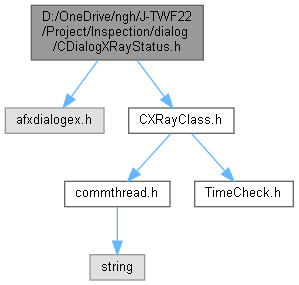 D:/OneDrive/ngh/J-TWF22
/Project/Inspection/dialog
/CDialogXRayStatus.h
afxdialogex.h
CXRayClass.h
commthread.h
TimeCheck.h
string